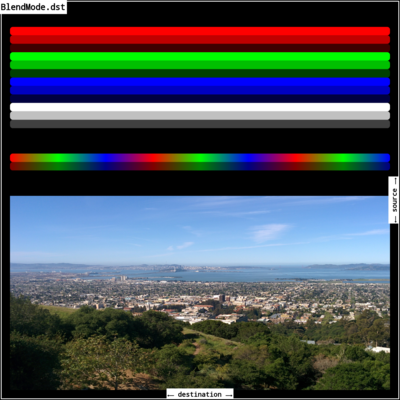 BlendMode.dst
← source →
← destination →